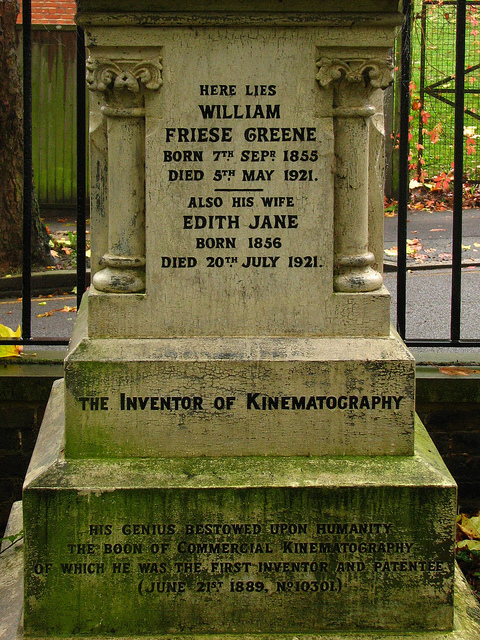 HERE LIES
WILLIAM
FRIESE GREENE
BORN 7TH SEPR 1855
DIED 5TH MAY 1921.
ALSO HIS WIFE
EDITH JANE
BORN 1856
DIED 20TH JULY 1921.
THE INVENTOR OF KINEMATOGRAPHY
HIS GENIUS BESTOWED UPON HUMANITY
THE BOON OF COMMERCIAL KINEMATOGRAPHY
OF WHICH HE WAS THE FIRST INVENTOR AND PATENTEE
(JUNE 21ST 1889, No 10301.)